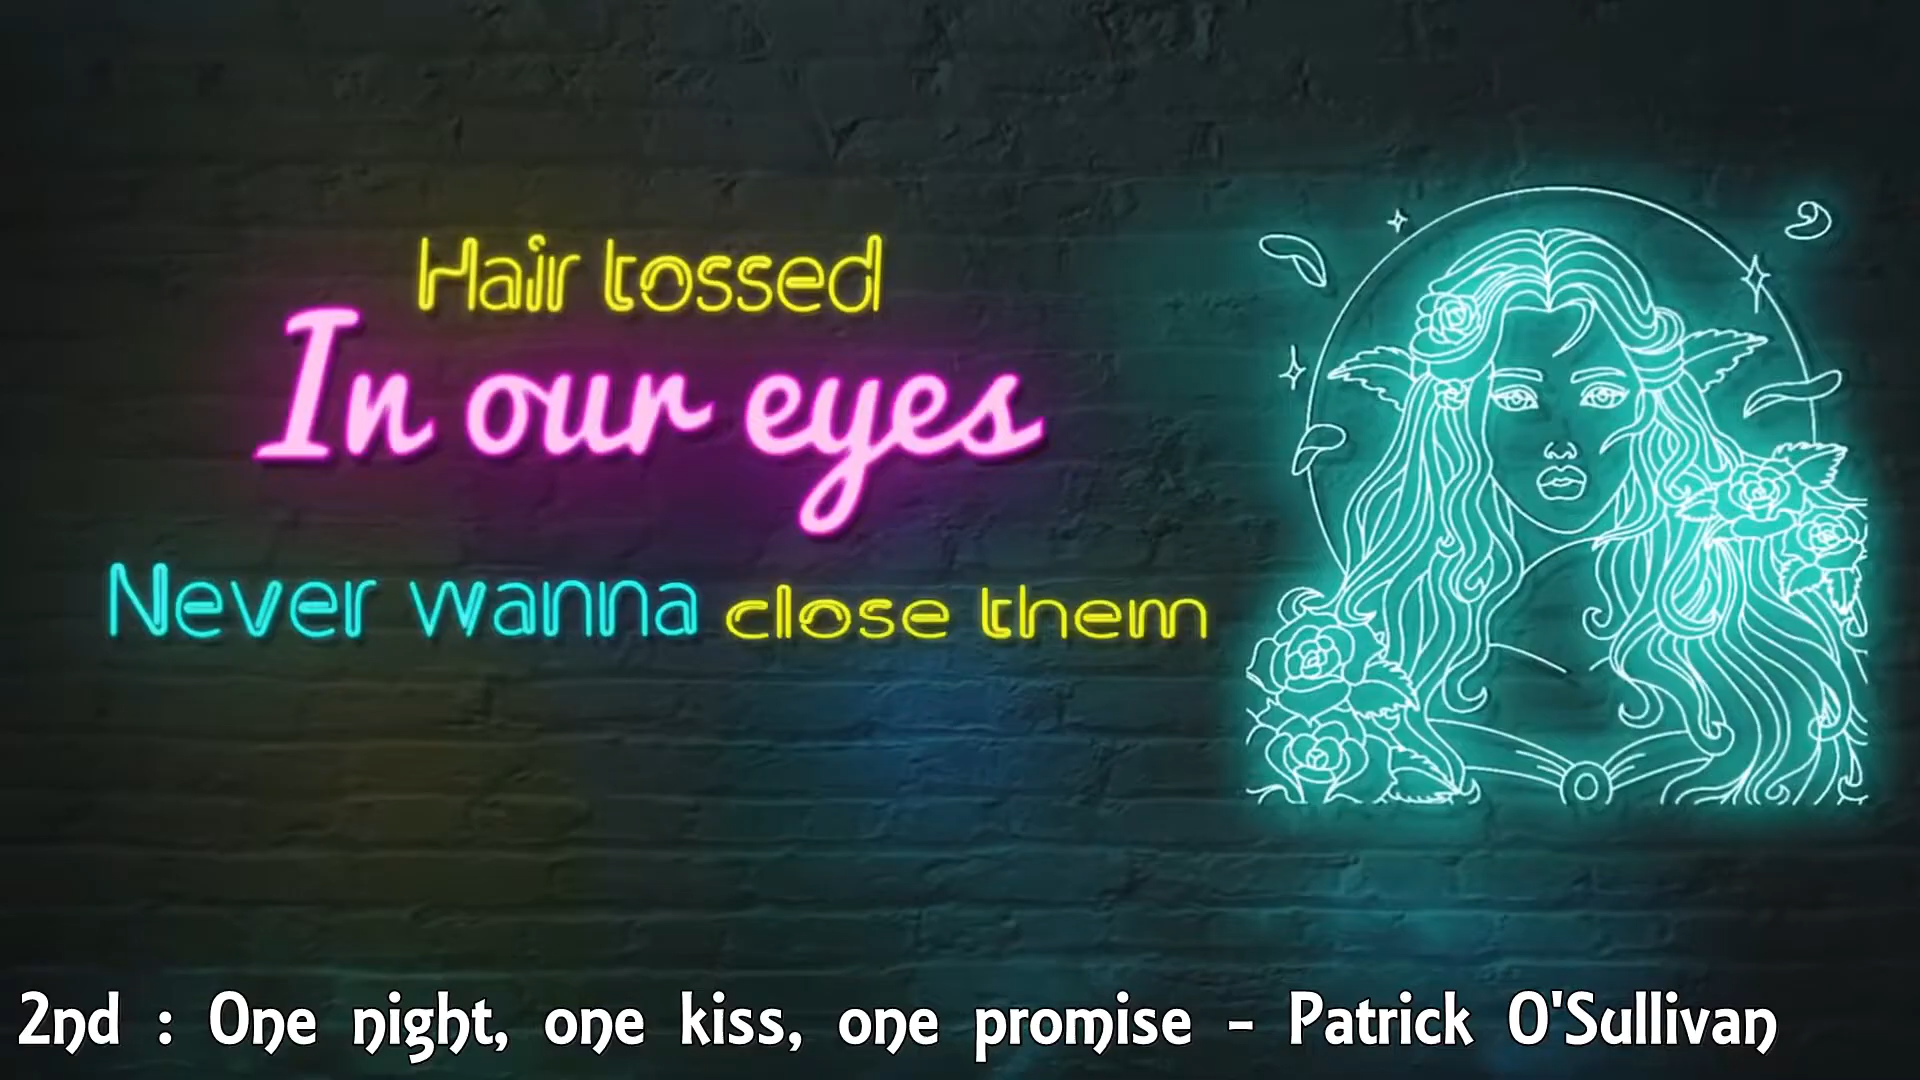 Hair tossed
In our eyes
Never wanna close them
2nd : One night, one kiss, one promise - Patrick O'Sullivan